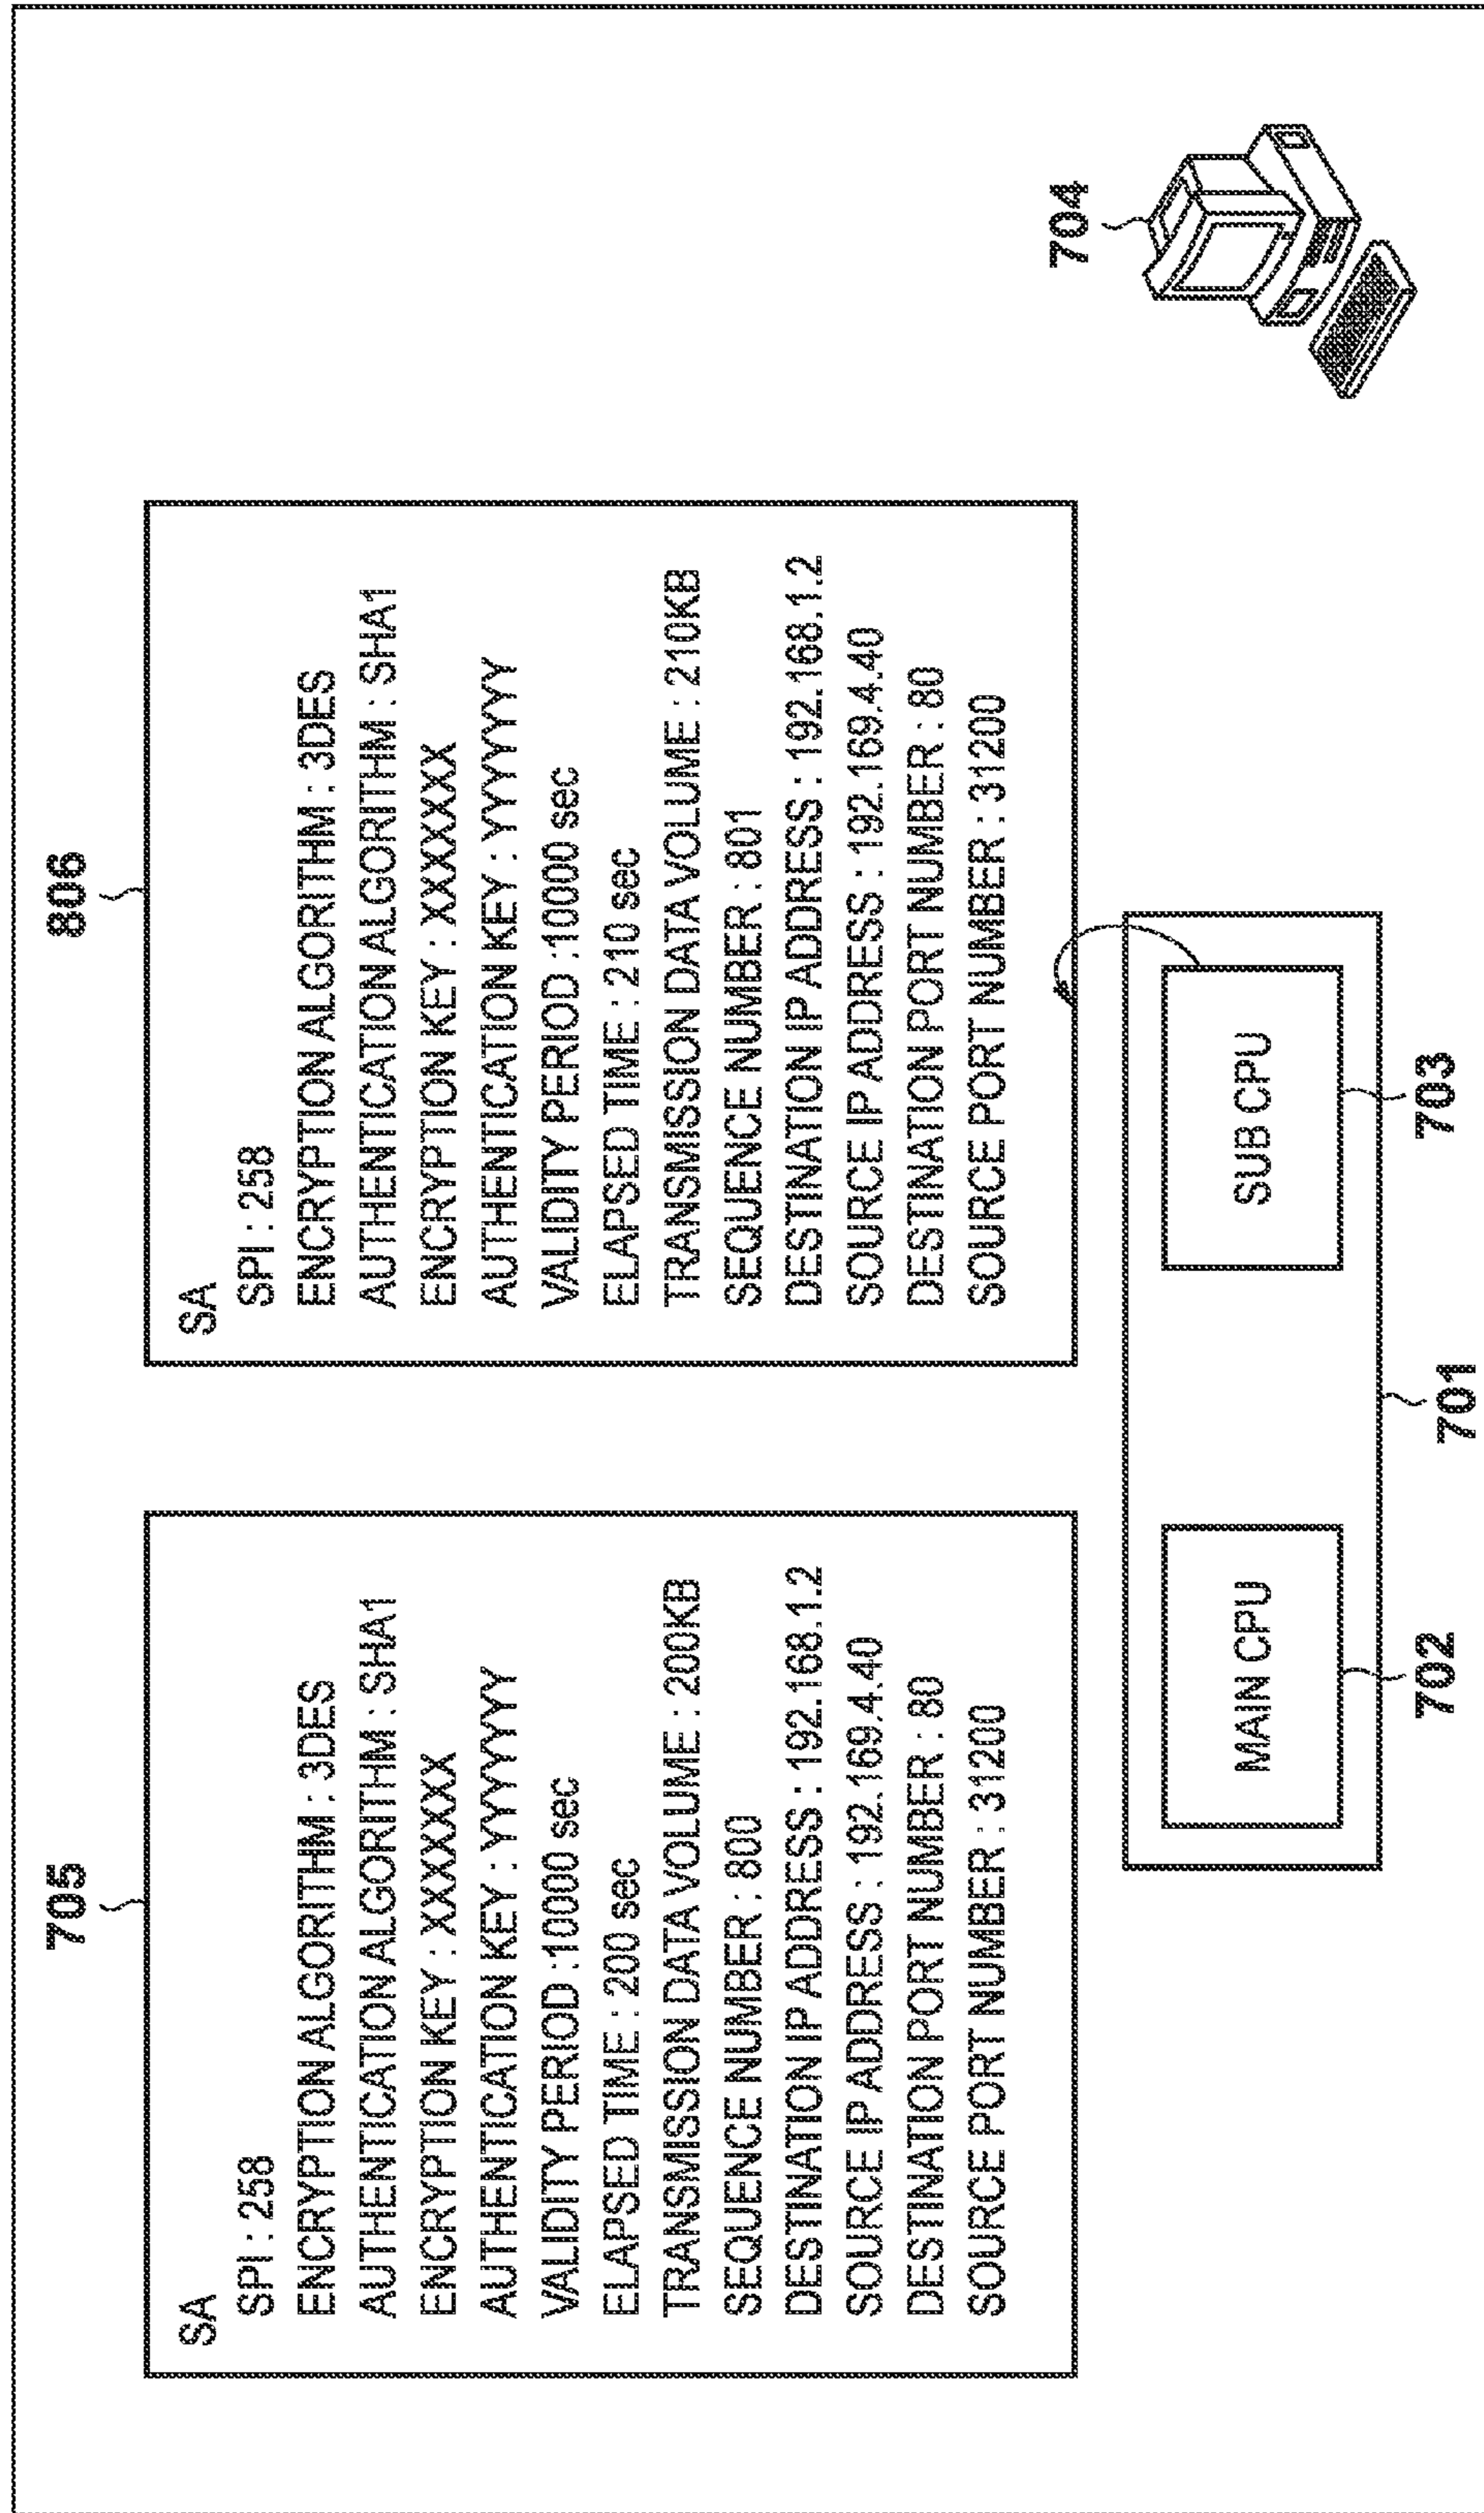 705
SA
SPI : 258
ENCRYPTION ALGORITHM : 3DES
AUTHENTICATION ALGORITHM : SHA1
ENCRYPTION KEY : XXXXXXX
AUTHENTICATION KEY : YYYYYYY
VALIDITY PERIOD :10000 sec
ELAPSED TIME : 200 sec
TRANSMISSION DATA VOLUME : 200KB
SEQUENCE NUMBER : 800
DESTINATION IP ADDRESS : 192.168.1.2
SOURCE IP ADDRESS : 192.169.4.40
DESTINATION PORT NUMBER : 80
SOURCE PORT NUMBER : 31200
806
SA
SPI : 258
ENCRYPTION ALGORITHM : 3DES
AUTHENTICATION ALGORITHM : SHA1
ENCRYPTION KEY : XXXXXXX
AUTHENTICATION KEY : YYYYYYY
VALIDITY PERIOD :10000 sec
ELAPSED TIME : 210 sec
TRANSMISSION DATA VOLUME : 210KB
SEQUENCE NUMBER : 801
DESTINATION IP ADDRESS : 192.168.1.2
SOURCE IP ADDRESS : 192.169.4.40
DESTINATION PORT NUMBER : 80
SOURCE PORT NUMBER : 31200
704
MAIN CPU
SUB CPU
702
701
703